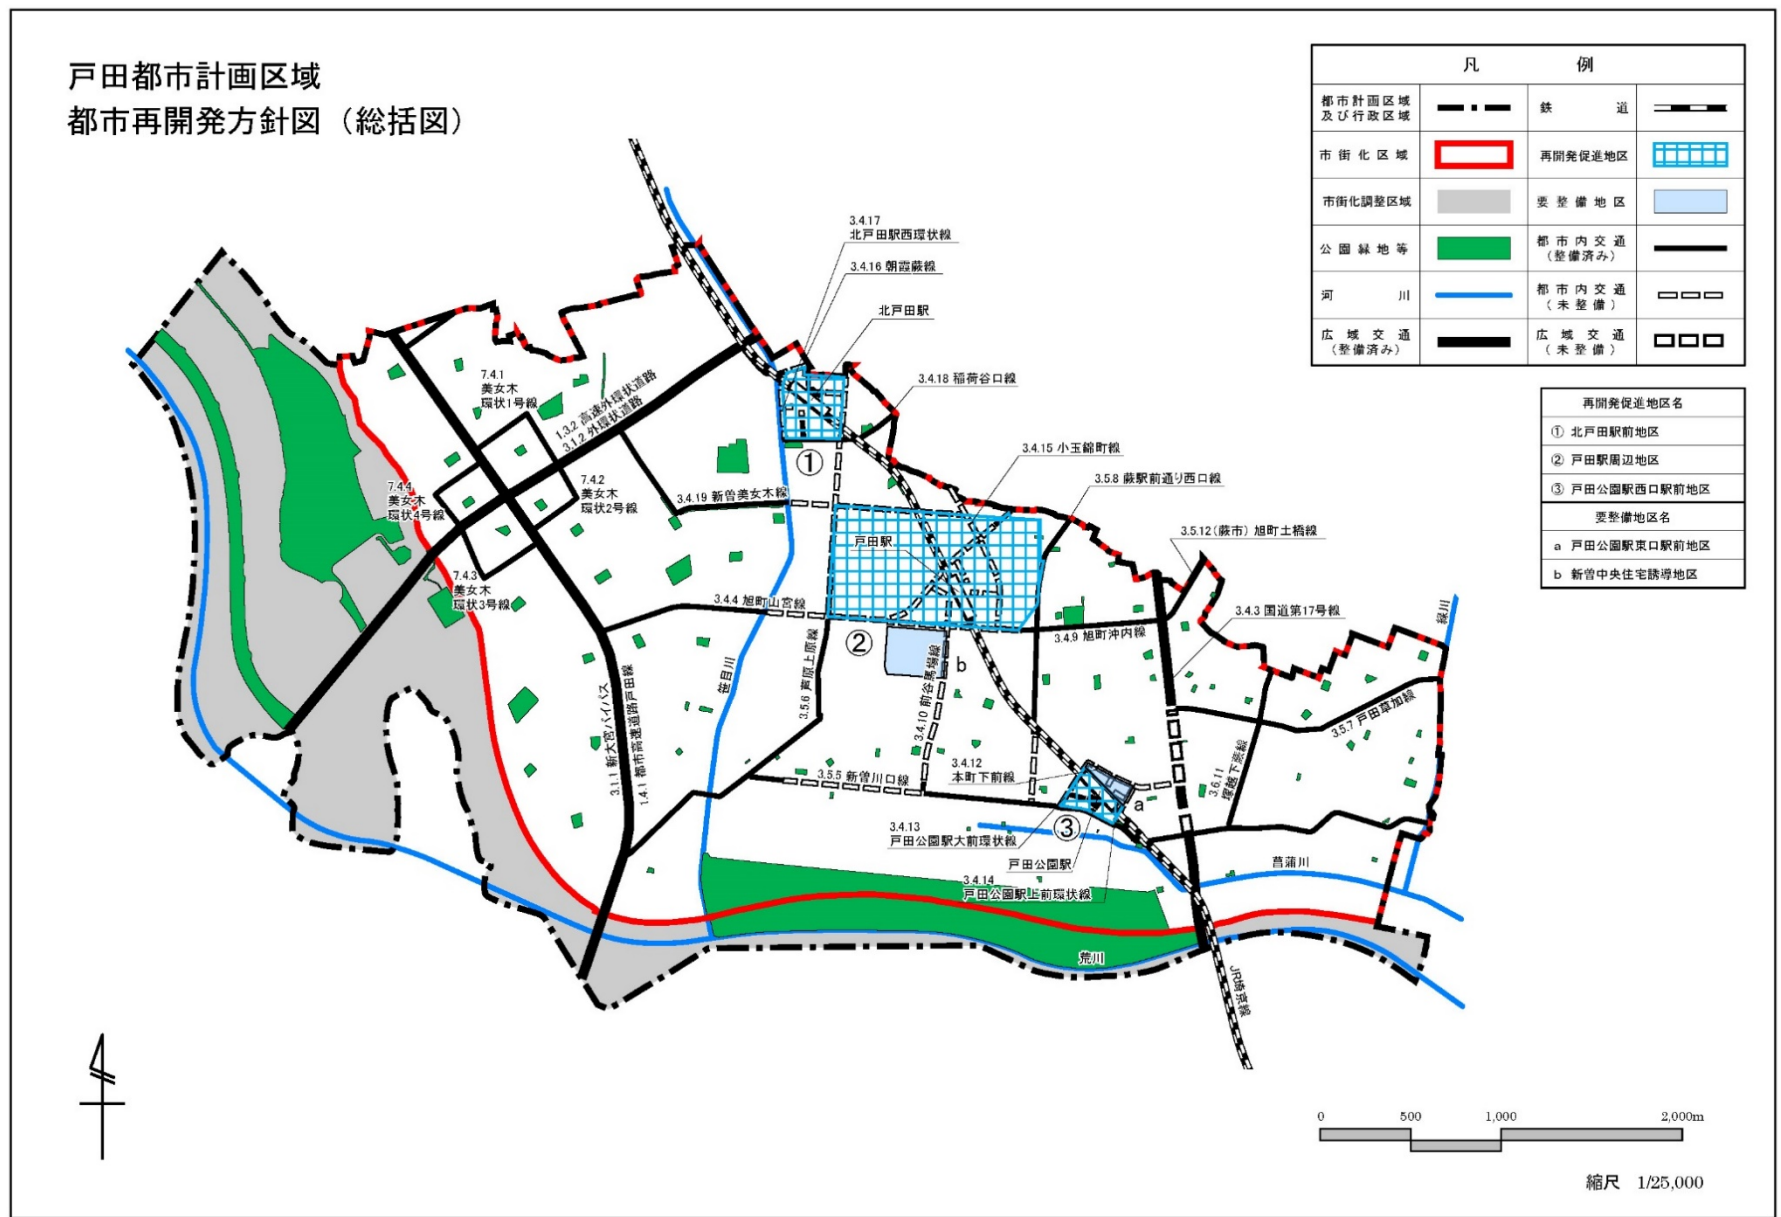 戸田都市計画区域
都市再開発方針図（総括図）
凡例
都市計画区域
及び行政区域
鉄道
市街化区域
再開発促進地区
市街化調整区域
要整備地区
公園緑地等
都市内交通
（整備済み）
河川
都市内交通
（未整備）
広域交通
（整備済み）
広域交通
（未整備）
再開発促進地区名
① 北戸田駅前地区
② 戸田駅周辺地区
③ 戸田公園駅西口駅前地区
要整備地区名
a 戸田公園駅東口駅前地区
b 新曽中央住宅誘導地区
3.4.17
北戸田駅西環状線
3.4.16 朝霞蕨線
北戸田駅
3.4.18 稲荷谷口線
7.4.1
美女木
環状1号線
1.3.2 高速外環状道路
3.1.2 外環状道路
①
3.4.15 小玉錦町線
3.5.8 蕨駅前通り西口線
7.4.4
美女木
環状4号線
7.4.2
美女木
環状2号線
3.4.19 新曽美女木線
戸田駅
3.5.12(蕨市) 旭町土橋線
7.4.3
美女木
環状3号線
3.4.4 旭町山宮線
3.4.3 国道第17号線
緑川
②
3.4.9 旭町沖内線
b
笹目川
3.5.6 芦原上原線
3.4.10 前谷馬場線
3.1.1 新大宮バイパス
1.4.1 都市高速道路戸田線
3.5.7 戸田草加線
3.6.11
塚越下蕨線
3.5.5 新曽川口線
3.4.12
本町下前線
a
③
3.4.13
戸田公園駅大前環状線
戸田公園駅
3.4.14
戸田公園駅上前環状線
菖蒲川
荒川
JR埼京線
0 500 1,000 2,000m
縮尺 1/25,000